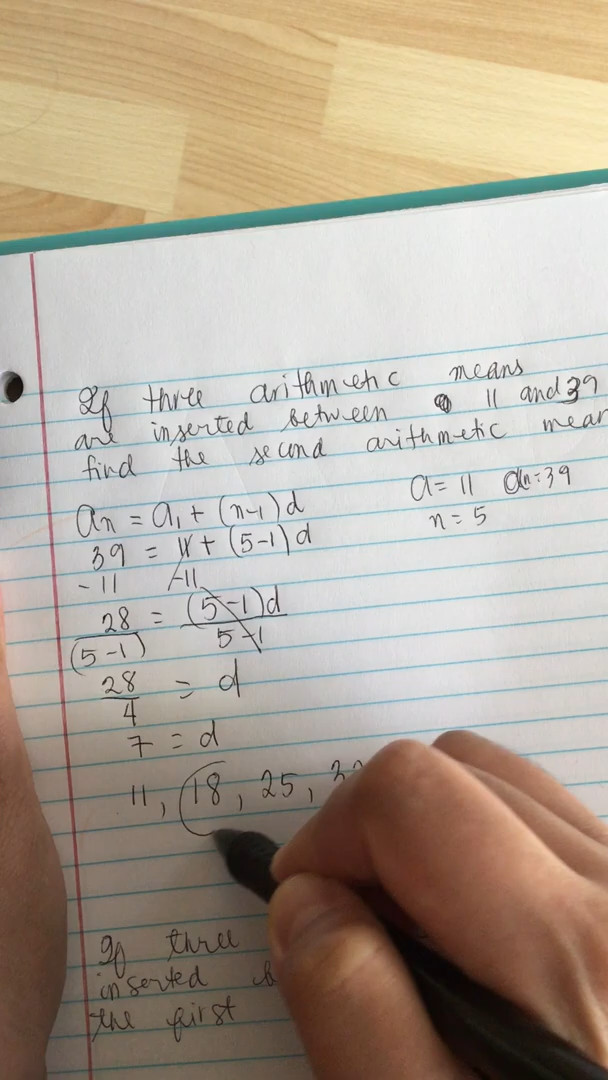 If three arithmetic means
are inserted between 11 and 39
find the second arithmetic mean
an = a1 + (n-1)d
a = 11 an = 39
39 = 11 + (5-1)d
n = 5
-11 -11
28 = (5-1)d
(5-1) 5-1
28 = d
4
7 = d
11, 18, 25, 32
If three
inserted
the first